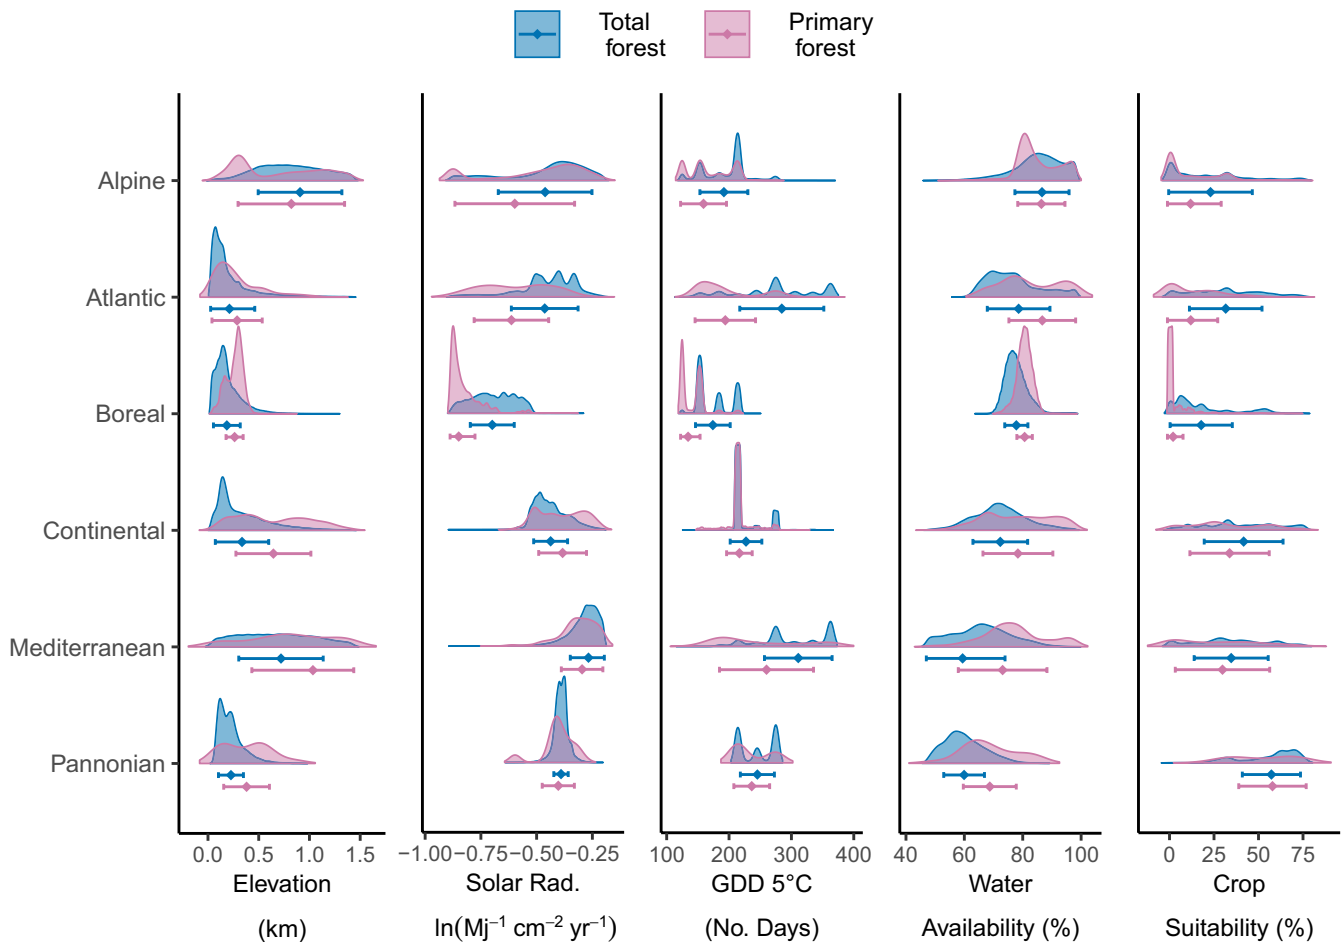 Total
forest
Primary
forest
Alpine
Atlantic
Boreal
Continental
Mediterranean
Pannonian
0.0 0.5 1.0 1.5
−1.00 −0.75 −0.50 −0.25
100 200 300 400
40 60 80 100
0 25 50 75
Elevation
(km)
Solar Rad.
ln(Mj⁻¹ cm⁻² yr⁻¹)
GDD 5°C
(No. Days)
Water
Availability (%)
Crop
Suitability (%)